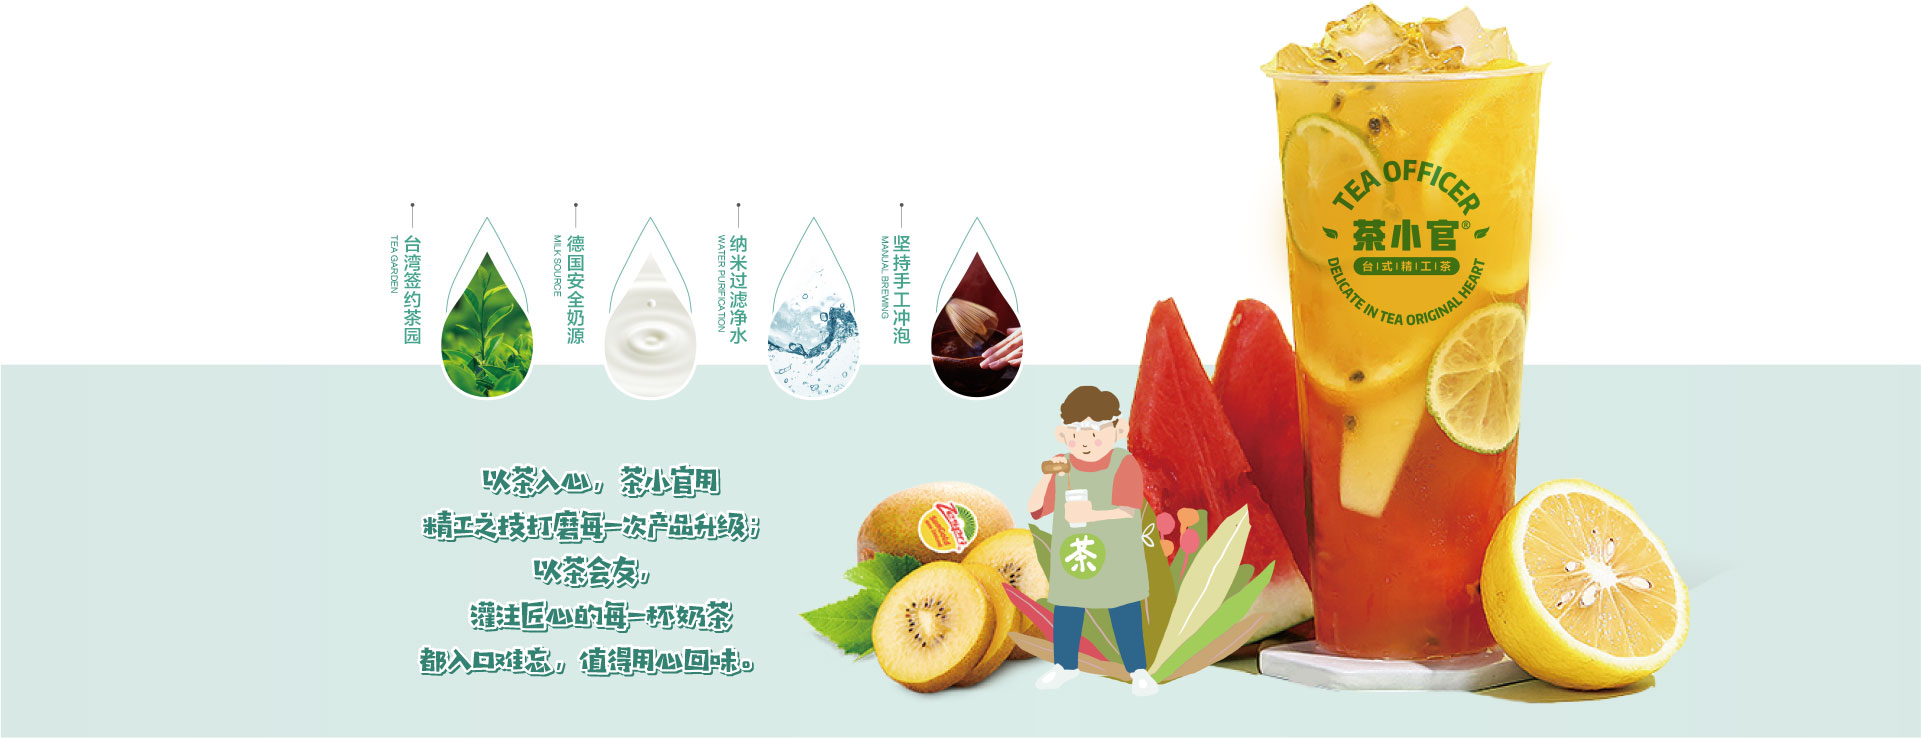 台湾签约茶园
TEA GARDEN
德国安全奶源
MILK SOURCE
纳米过滤净水
WATER PURIFICATION
坚持手工冲泡
MANUAL BREWING
TEA OFFICER
茶小官®
台式精工茶
DELICATE IN TEA ORIGINAL HEART
以茶入心，茶小官用
精工之技打磨每一次产品升级；
以茶会友，
灌注匠心的每一杯奶茶
都入口难忘，值得用心回味。
茶
Zespri
SunGold